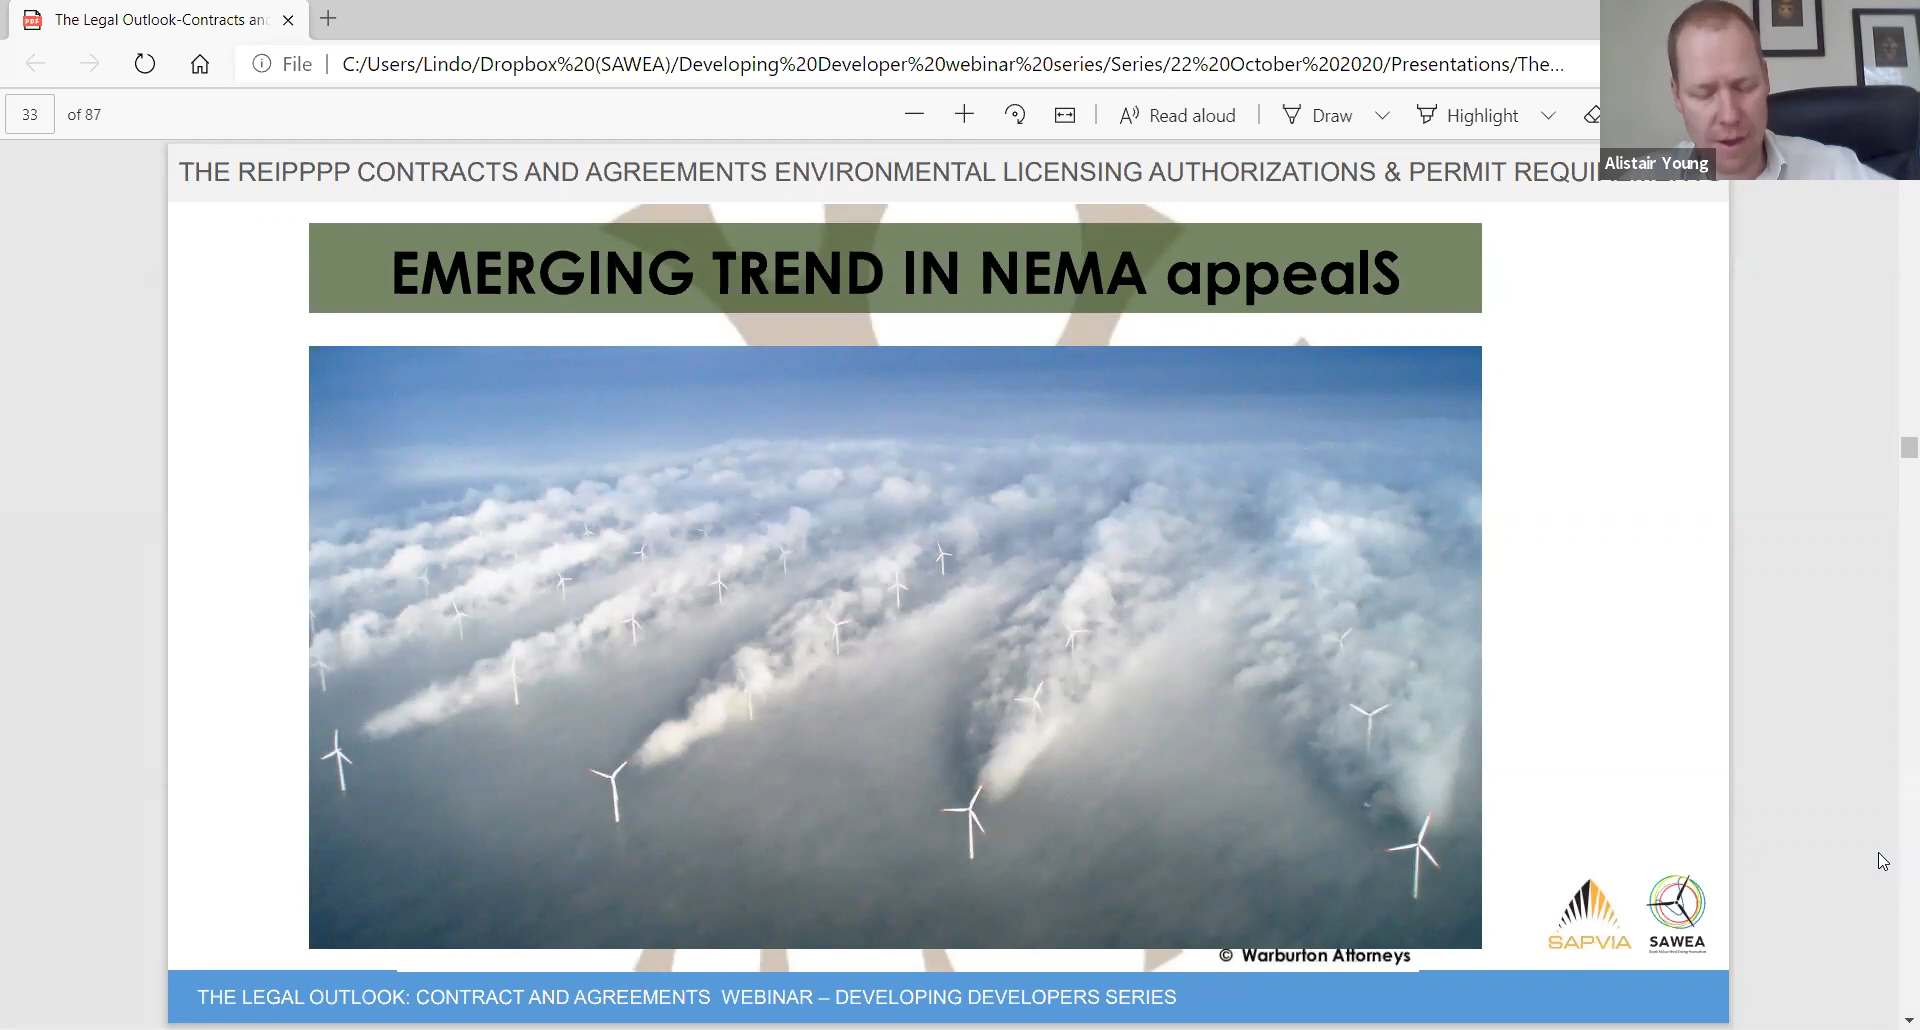 The Legal Outlook-Contracts and
File
C:/Users/Lindo/Dropbox%20(SAWEA)/Developing%20Developer%20webinar%20series/Series/22%20October%202020/Presentations/The...
33 of 87
Read aloud
Draw
Highlight
Alistair Young
THE REIPPPP CONTRACTS AND AGREEMENTS ENVIRONMENTAL LICENSING AUTHORIZATIONS & PERMIT
EMERGING TREND IN NEMA appealS
SAPVIA
SAWEA
© Warburton Attorneys
THE LEGAL OUTLOOK: CONTRACT AND AGREEMENTS WEBINAR – DEVELOPING DEVELOPERS SERIES